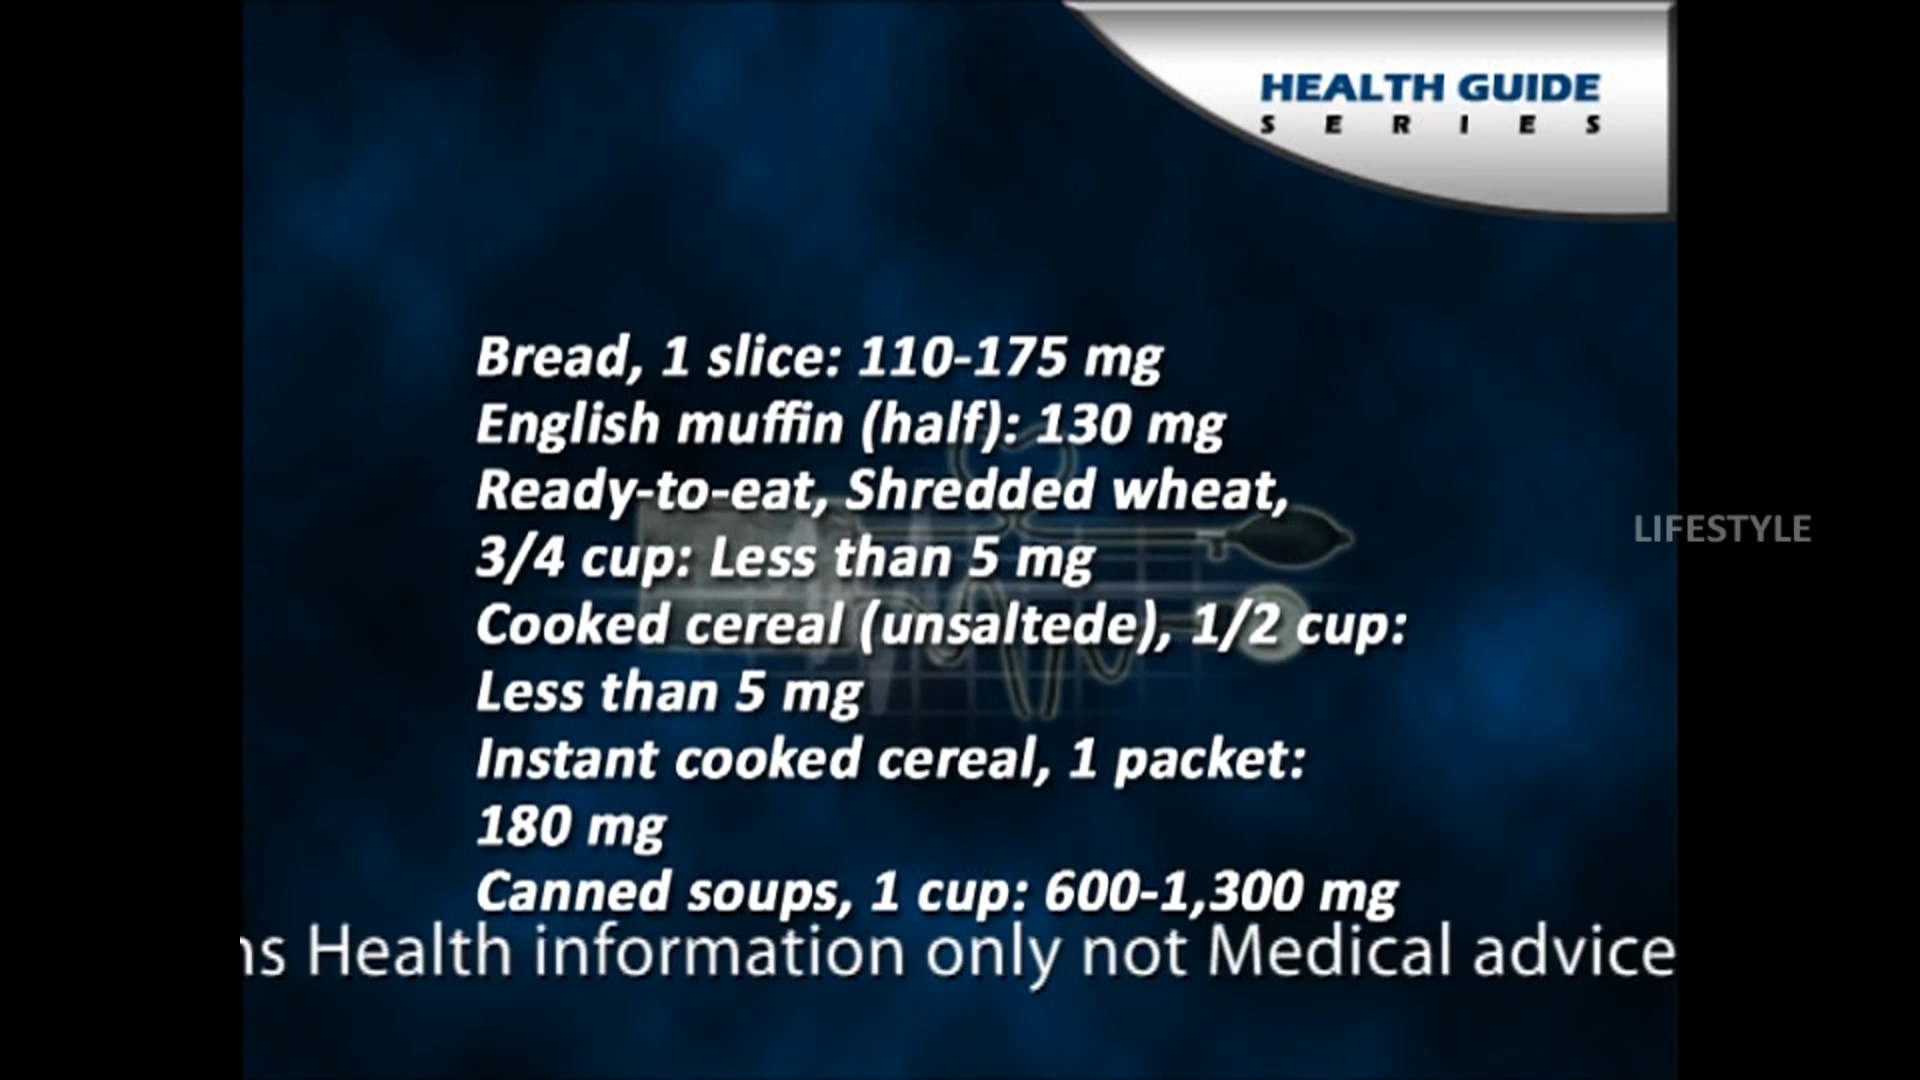 HEALTH GUIDE
SERIES
Bread, 1 slice: 110-175 mg
English muffin (half): 130 mg
Ready-to-eat, Shredded wheat,
3/4 cup: Less than 5 mg
LIFESTYLE
Cooked cereal (unsaltede), 1/2 cup:
Less than 5 mg
Instant cooked cereal, 1 packet:
180 mg
Canned soups, 1 cup: 600-1,300 mg
Health information only not Medical advice